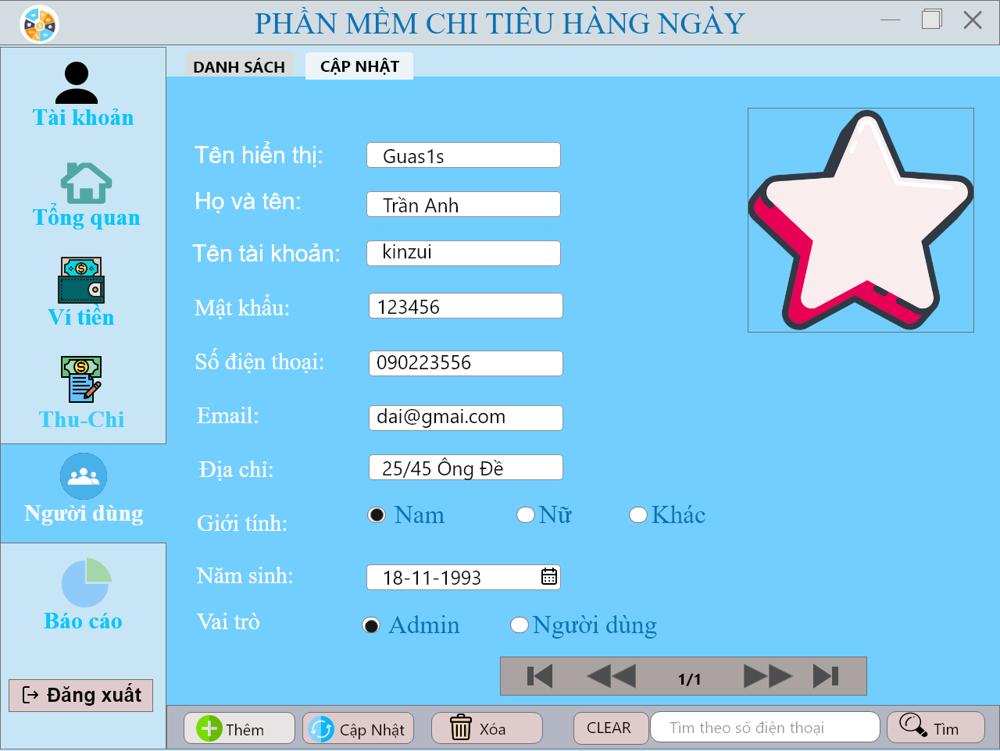 PHẦN MỀM CHI TIÊU HÀNG NGÀY
DANH SÁCH
CẬP NHẬT
Tài khoản
Tổng quan
Ví tiền
Thu-Chi
Người dùng
Báo cáo
Đăng xuất
Tên hiển thị: Guas1s
Họ và tên: Trần Anh
Tên tài khoản: kinzui
Mật khẩu: 123456
Số điện thoại: 090223556
Email: dai@gmai.com
Địa chỉ: 25/45 Ông Đề
Giới tính: Nam Nữ Khác
Năm sinh: 18-11-1993
Vai trò Admin Người dùng
1/1
Thêm Cập Nhật Xóa CLEAR Tìm theo số điện thoại Tìm